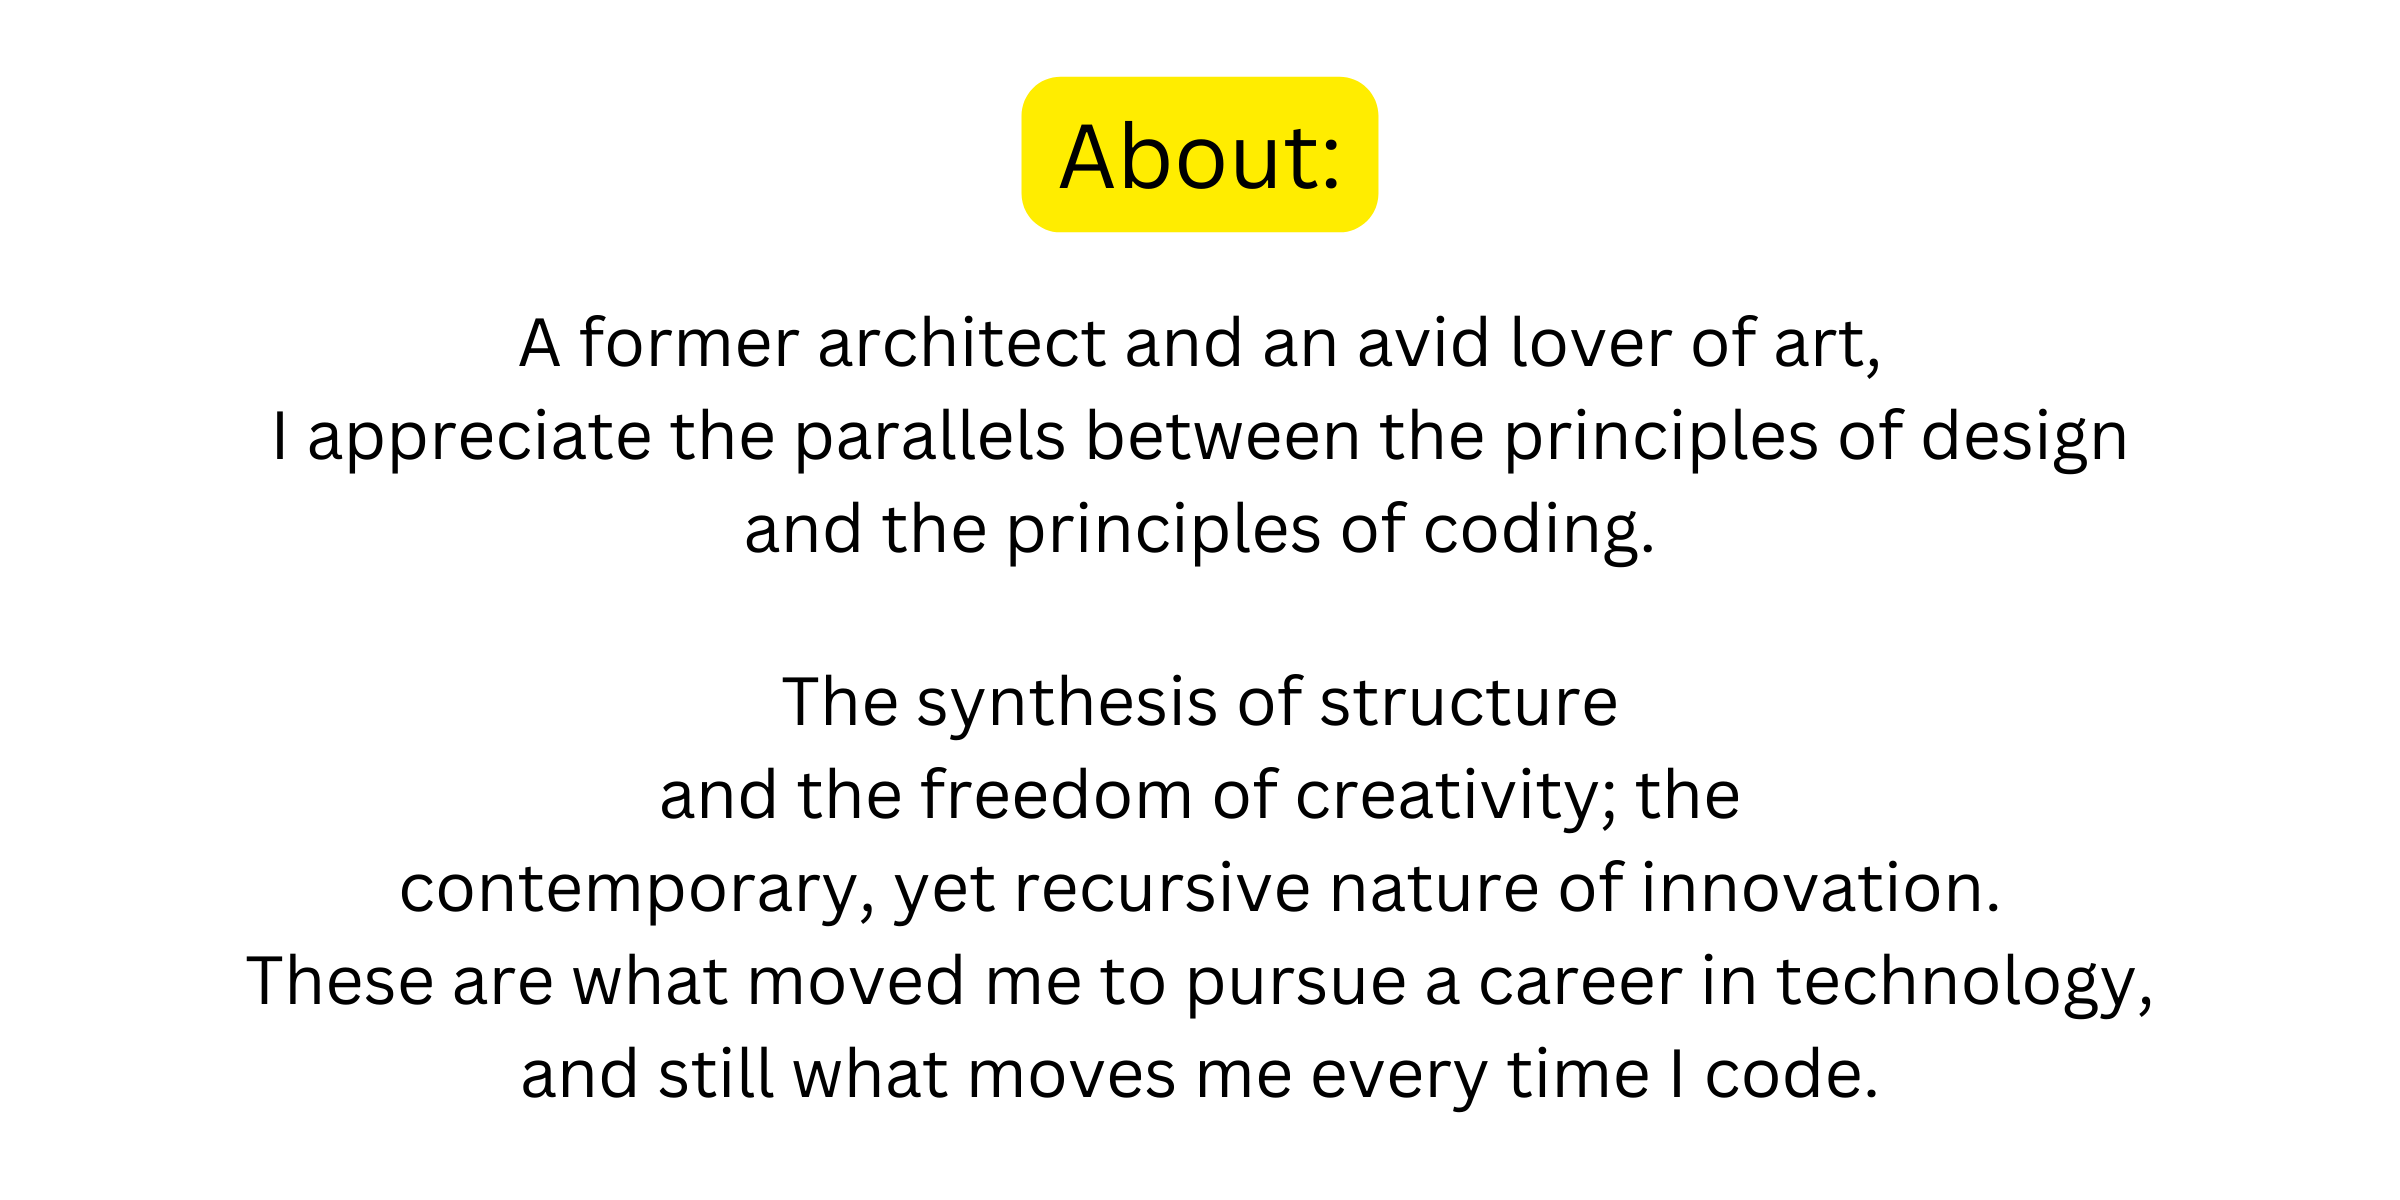 About:
A former architect and an avid lover of art,
I appreciate the parallels between the principles of design
and the principles of coding.
The synthesis of structure
and the freedom of creativity; the
contemporary, yet recursive nature of innovation.
These are what moved me to pursue a career in technology,
and still what moves me every time I code.